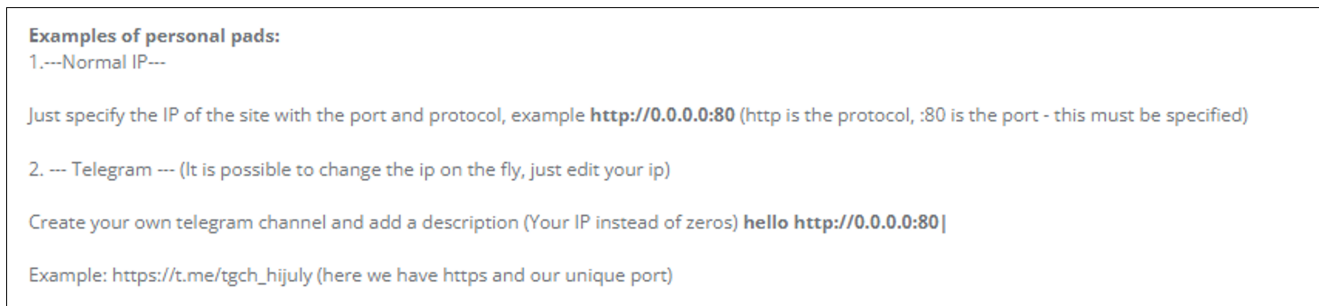 Examples of personal pads:
1.---Normal IP---
Just specify the IP of the site with the port and protocol, example http://0.0.0.0:80 (http is the protocol, :80 is the port - this must be specified)
2. --- Telegram --- (It is possible to change the ip on the fly, just edit your ip)
Create your own telegram channel and add a description (Your IP instead of zeros) hello http://0.0.0.0:80|
Example: https://t.me/tgch_hijuly (here we have https and our unique port)